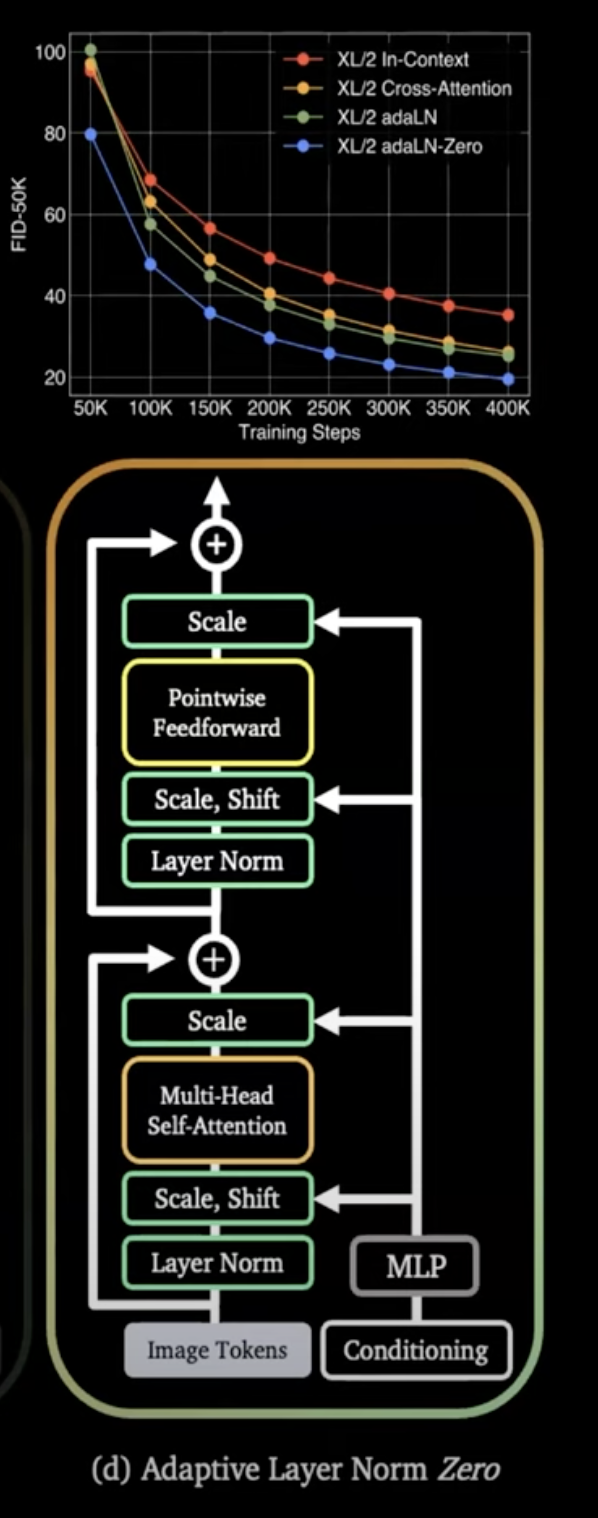 100
80
60
40
20
FID-50K
XL/2 In-Context
XL/2 Cross-Attention
XL/2 adaLN
XL/2 adaLN-Zero
50K 100K 150K 200K 250K 300K 350K 400K
Training Steps
+
Scale
Pointwise
Feedforward
Scale, Shift
Layer Norm
+
Scale
Multi-Head
Self-Attention
Scale, Shift
Layer Norm
MLP
Image Tokens
Conditioning
(d) Adaptive Layer Norm Zero